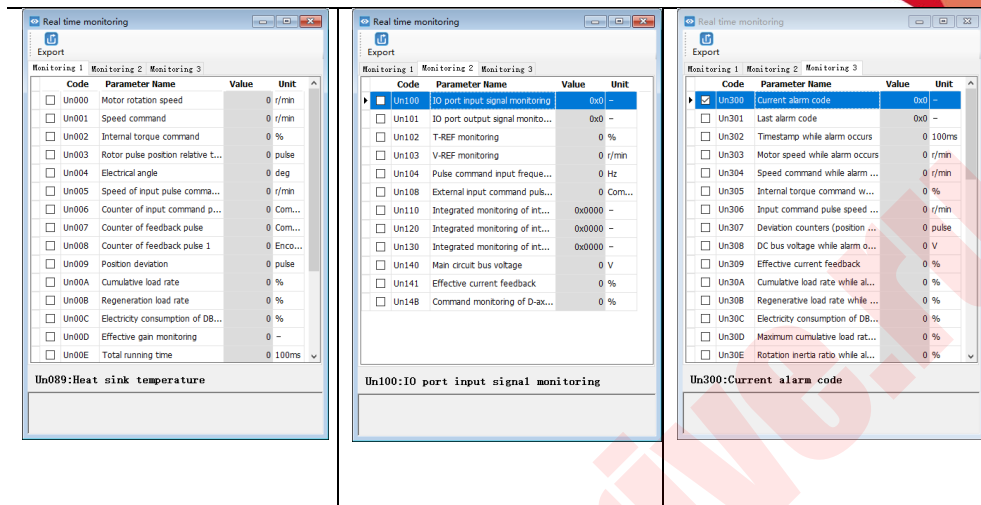 Real time monitoring
Export
Monitoring 1 Monitoring 2 Monitoring 3
Code Parameter Name Value Unit
Un000 Motor rotation speed 0 r/min
Un001 Speed command 0 r/min
Un002 Internal torque command 0 %
Un003 Rotor pulse position relative t... 0 pulse
Un004 Electrical angle 0 deg
Un005 Speed of input pulse comma... 0 r/min
Un006 Counter of input command p... 0 Com...
Un007 Counter of feedback pulse 0 Com...
Un008 Counter of feedback pulse 1 0 Enco...
Un009 Position deviation 0 pulse
Un00A Cumulative load rate 0 %
Un00B Regeneration load rate 0 %
Un00C Electricity consumption of DB... 0 %
Un00D Effective gain monitoring 0 –
Un00E Total running time 0 100ms
Un089:Heat sink temperature
Real time monitoring
Export
Monitoring 1 Monitoring 2 Monitoring 3
Code Parameter Name Value Unit
Un100 IO port input signal monitoring 0x0 –
Un101 IO port output signal monito... 0x0 –
Un102 T-REF monitoring 0 %
Un103 V-REF monitoring 0 r/min
Un104 Pulse command input freque... 0 Hz
Un108 External input command puls... 0 Com...
Un110 Integrated monitoring of int... 0x0000 –
Un120 Integrated monitoring of int... 0x0000 –
Un130 Integrated monitoring of int... 0x0000 –
Un140 Main circuit bus voltage 0 V
Un141 Effective current feedback 0 %
Un14B Command monitoring of D-ax... 0 %
Un100:IO port input signal monitoring
Real time monitoring
Export
Monitoring 1 Monitoring 2 Monitoring 3
Code Parameter Name Value Unit
Un300 Current alarm code 0x0 –
Un301 Last alarm code 0x0 –
Un302 Timestamp while alarm occurs 0 100ms
Un303 Motor speed while alarm occurs 0 r/min
Un304 Speed command while alarm ... 0 r/min
Un305 Internal torque command w... 0 %
Un306 Input command pulse speed ... 0 r/min
Un307 Deviation counters (position ... 0 pulse
Un308 DC bus voltage while alarm o... 0 V
Un309 Effective current feedback 0 %
Un30A Cumulative load rate while al... 0 %
Un30B Regenerative load rate while ... 0 %
Un30C Electricity consumption of DB... 0 %
Un30D Maximum cumulative load rat... 0 %
Un30E Rotation inertia ratio while al... 0 %
Un300:Current alarm code
ive.ru